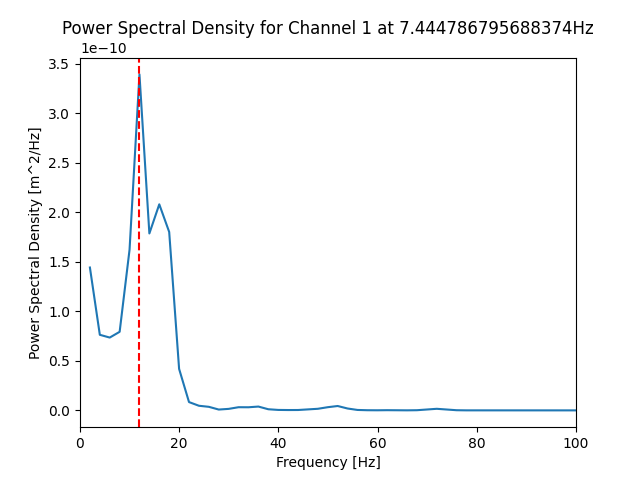 Power Spectral Density for Channel 1 at 7.444786795688374Hz
1e−10
3.5
3.0
2.5
2.0
1.5
1.0
0.5
0.0
Power Spectral Density [m^2/Hz]
0 20 40 60 80 100
Frequency [Hz]